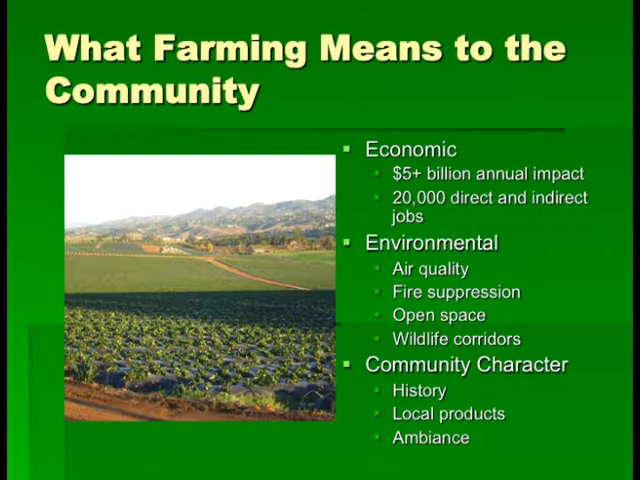 What Farming Means to the
Community
Economic
$5+ billion annual impact
20,000 direct and indirect
jobs
Environmental
Air quality
Fire suppression
Open space
Wildlife corridors
Community Character
History
Local products
Ambiance